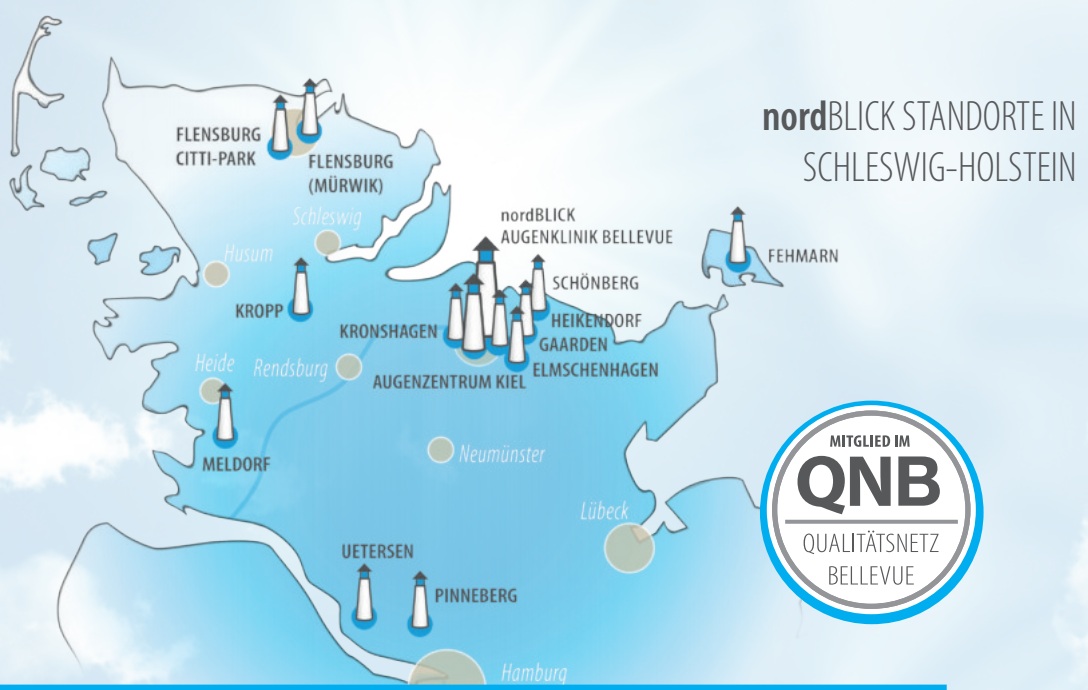 nordBLICK STANDORTE IN
SCHLESWIG-HOLSTEIN
FLENSBURG
CITTI-PARK
FLENSBURG
(MÜRWIK)
Schleswig
Husum
nordBLICK
AUGENKLINIK BELLEVUE
FEHMARN
SCHÖNBERG
KROPP
HEIKENDORF
KRONSHAGEN
GAARDEN
ELMSCHENHAGEN
Heide
Rendsburg
AUGENZENTRUM KIEL
MELDORF
Neumünster
MITGLIED IM
QNB
QUALITÄTSNETZ
BELLEVUE
Lübeck
UETERSEN
PINNEBERG
Hamburg